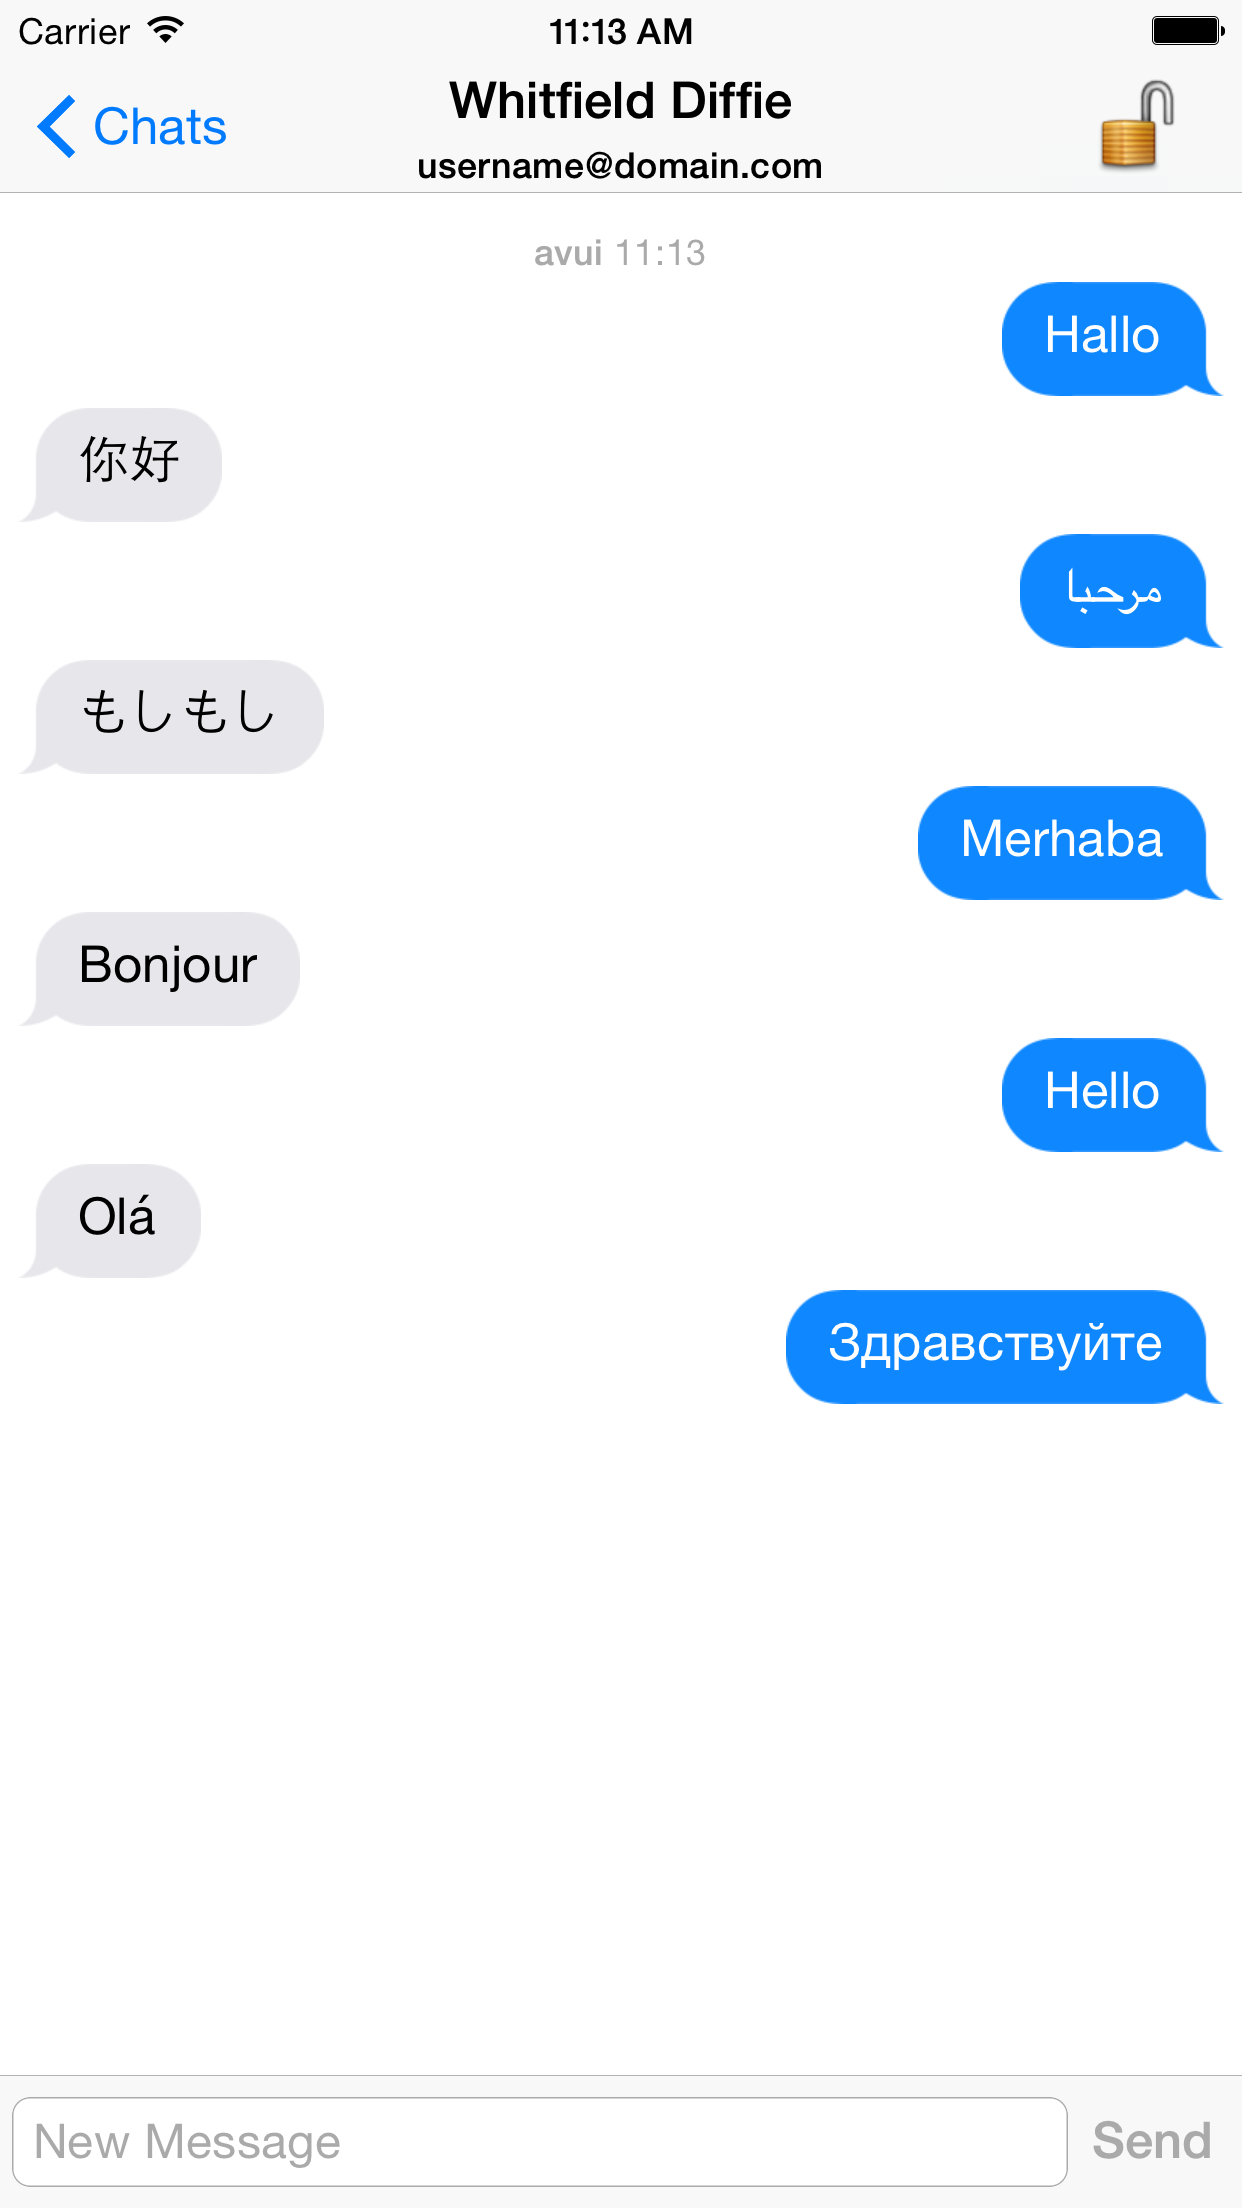 Carrier 11:13 AM
Chats
Whitfield Diffie
username@domain.com
avui 11:13
Hallo
你好
مرحبا
もしもし
Merhaba
Bonjour
Hello
Olá
Здравствуйте
New Message
Send